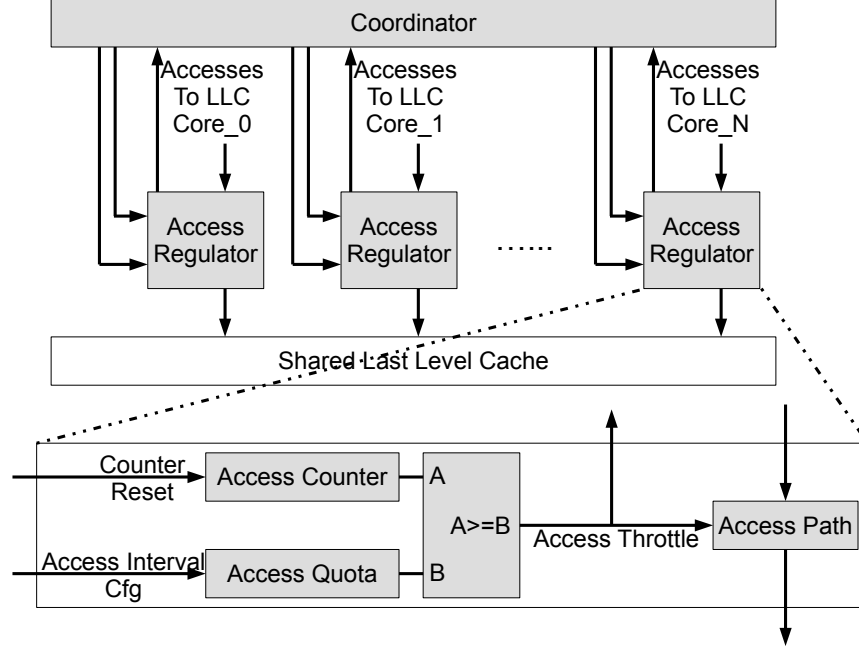 Coordinator
Accesses
To LLC
Core_0
Accesses
To LLC
Core_1
Accesses
To LLC
Core_N
Access
Regulator
Access
Regulator
......
Access
Regulator
Shared Last Level Cache
Counter
Reset
Access Counter
A
A>=B
Access Throttle
Access Path
Access Interval
Cfg
Access Quota
B